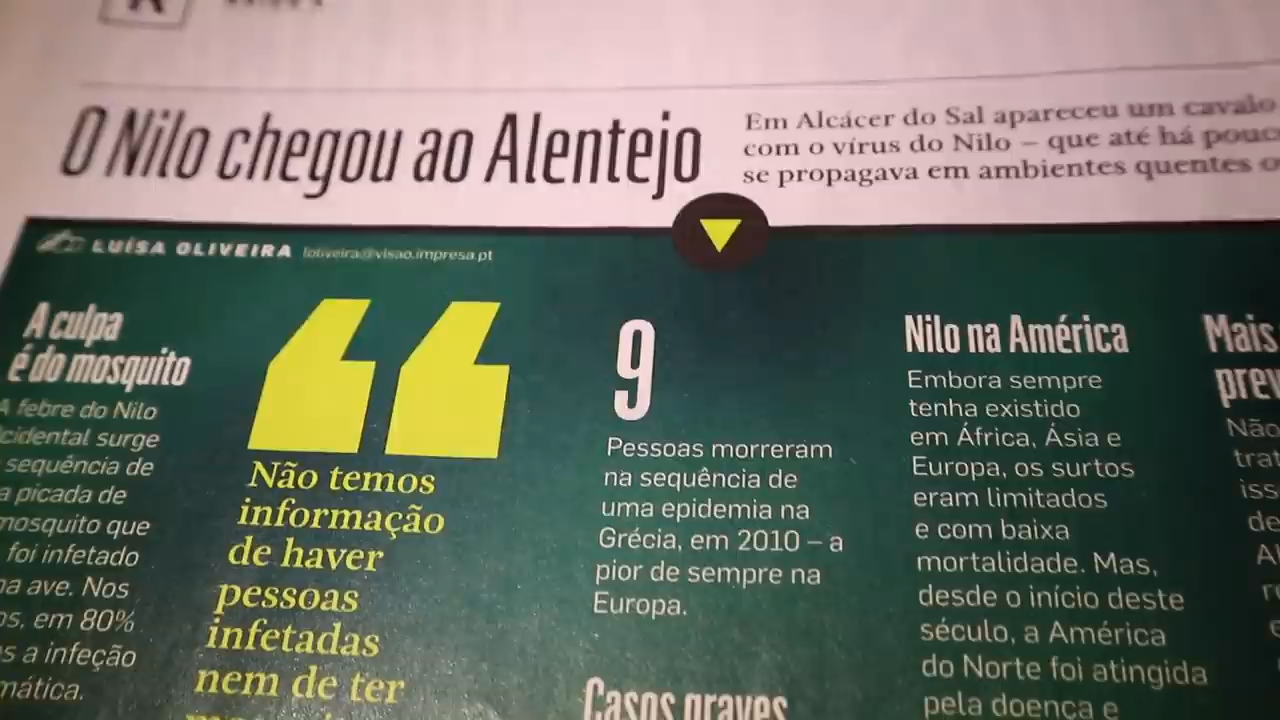 O Nilo chegou ao Alentejo
Em Alcácer do Sal apareceu um cavalo
com o vírus do Nilo – que até há
se propagava em ambientes quentes
LUÍSA OLIVEIRA loliveira@visao.impresa.pt
A culpa
é do mosquito
A febre do Nilo
surge
sequência de
a picada de
mosquito que
foi infetado
ave. Nos
em 80%
a infeção
Não temos
informação
de haver
pessoas
infetadas
nem de ter
9
Pessoas morreram
na sequência de
uma epidemia na
Grécia, em 2010 – a
pior de sempre na
Europa.
Casos graves
Nilo na América
Embora sempre
tenha existido
em África, Ásia e
Europa, os surtos
eram limitados
e com baixa
mortalidade. Mas,
desde o início deste
século, a América
do Norte foi atingida
pela doença e
Mais
Não